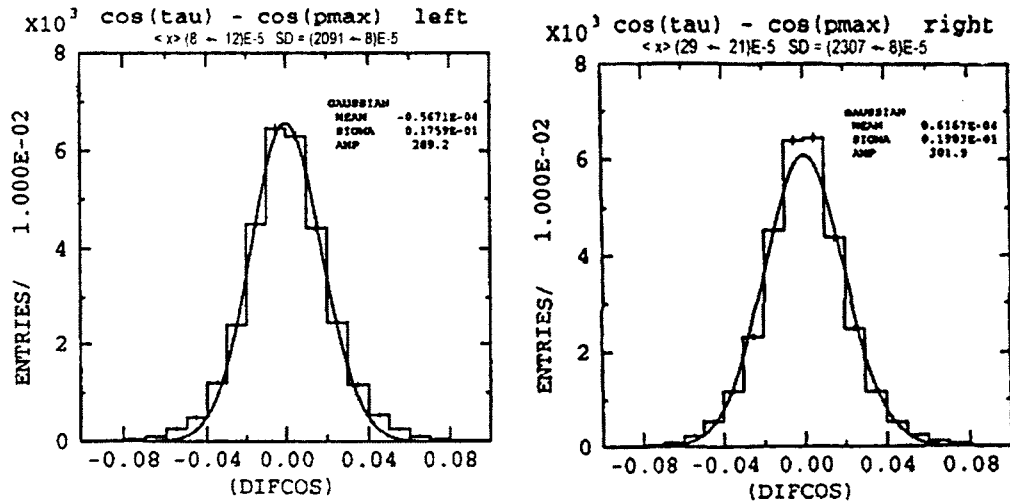 cos(tau) - cos(pmax) left
<x>(8 ← 12)E-5 SD = (2091 ← 8)E-5
X10³
8
6
4
2
0
ENTRIES/ 1.000E-02
GAUSSIAN
MEAN -0.5671E-04
SIGMA 0.1759E-01
AMP 289.2
-0.08 -0.04 0.00 0.04 0.08
(DIFCOS)
cos(tau) - cos(pmax) right
<x>(29 ← 21)E-5 SD = (2307 ← 8)E-5
X10³
8
6
4
2
0
ENTRIES/ 1.000E-02
GAUSSIAN
MEAN 0.6167E-04
SIGMA
AMP 301.9
-0.08 -0.04 0.00 0.04 0.08
(DIFCOS)